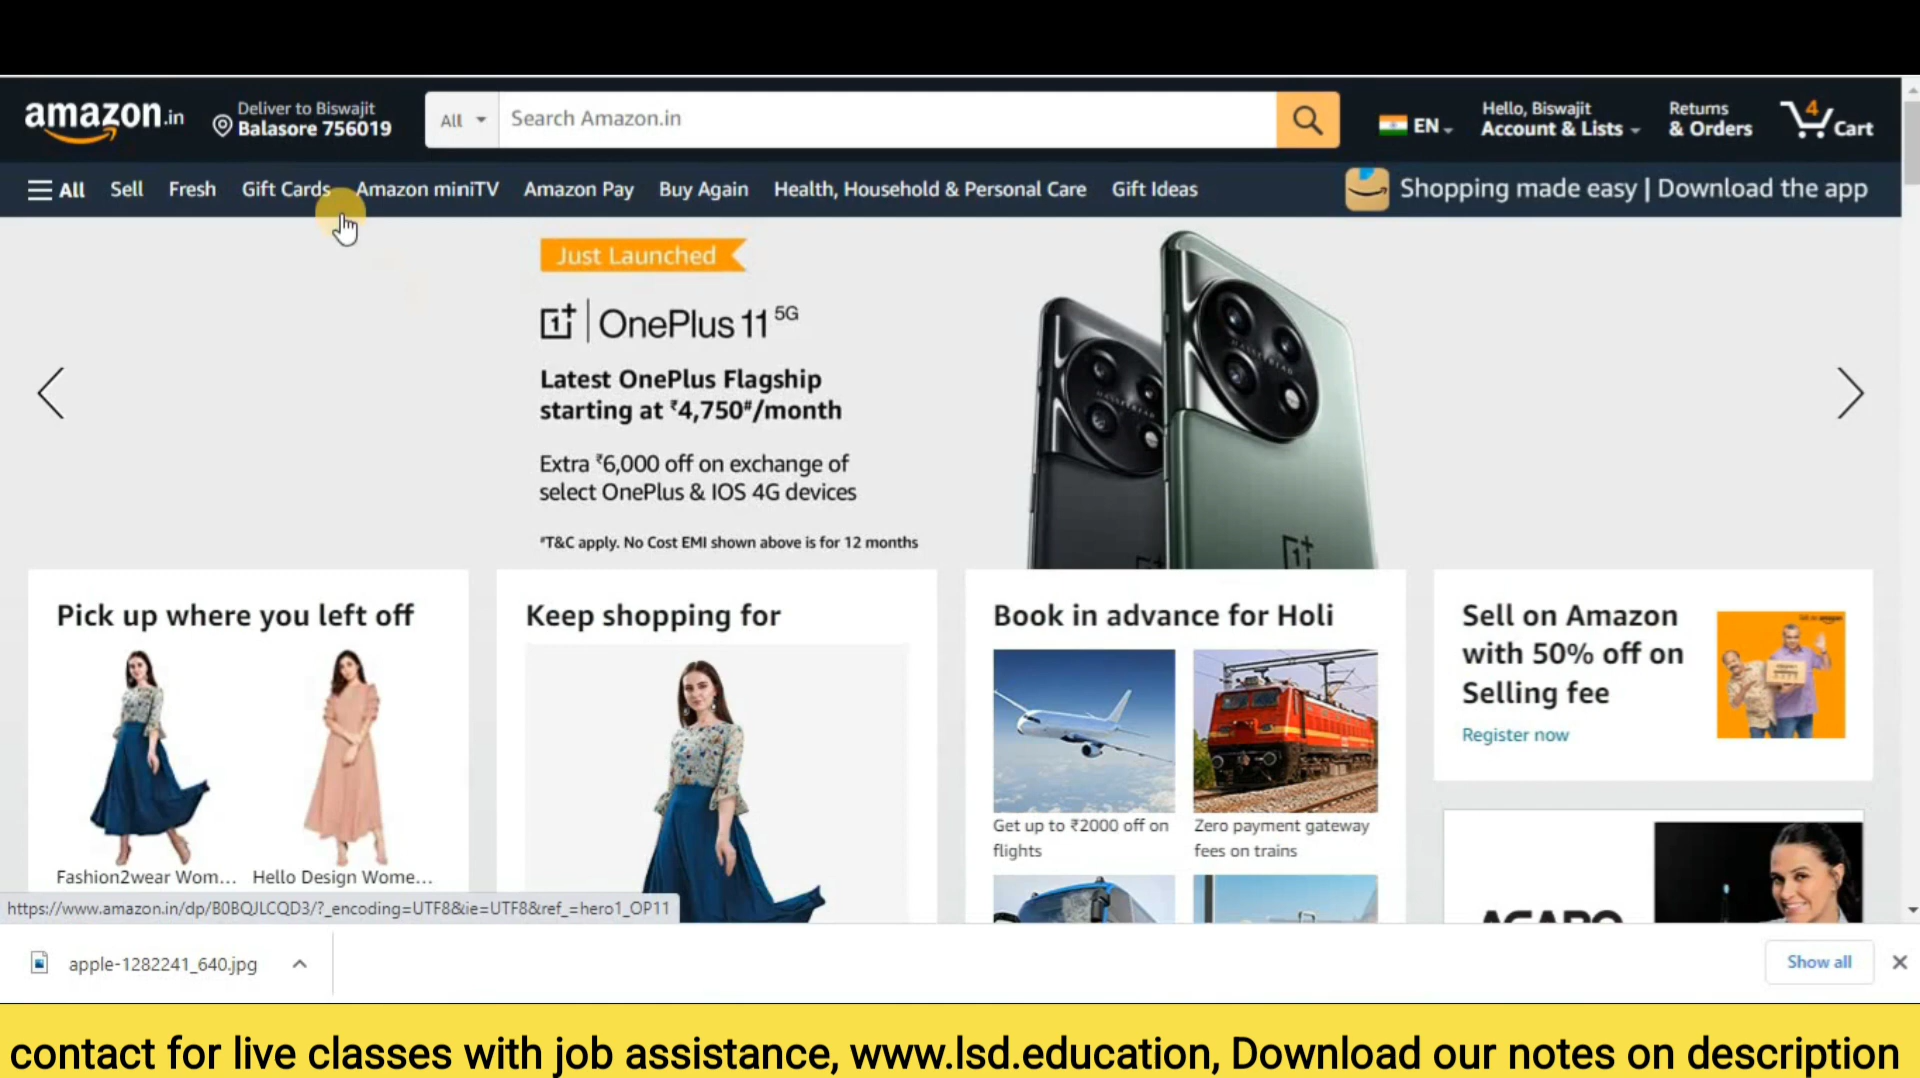 amazon.in
Deliver to Biswajit
Balasore 756019
All
Search Amazon.in
EN
Hello, Biswajit
Account & Lists
Returns
& Orders
4
Cart
All
Sell
Fresh
Gift Cards
Amazon miniTV
Amazon Pay
Buy Again
Health, Household & Personal Care
Gift Ideas
Shopping made easy | Download the app
Just Launched
OnePlus 11 5G
Latest OnePlus Flagship
starting at ₹4,750#/month
Extra ₹6,000 off on exchange of
select OnePlus & IOS 4G devices
#T&C apply. No Cost EMI shown above is for 12 months
HASSELBLAD
HASSELBLAD
Pick up where you left off
Fashion2wear Wom...
Hello Design Wome...
Keep shopping for
Book in advance for Holi
Get up to ₹2000 off on
flights
Zero payment gateway
fees on trains
Sell on Amazon
with 50% off on
Selling fee
Register now
AGARO
https://www.amazon.in/dp/B0BQJLCQD3/?_encoding=UTF8&ie=UTF8&ref_=hero1_OP11
apple-1282241_640.jpg
Show all
contact for live classes with job assistance, www.lsd.education, Download our notes on description